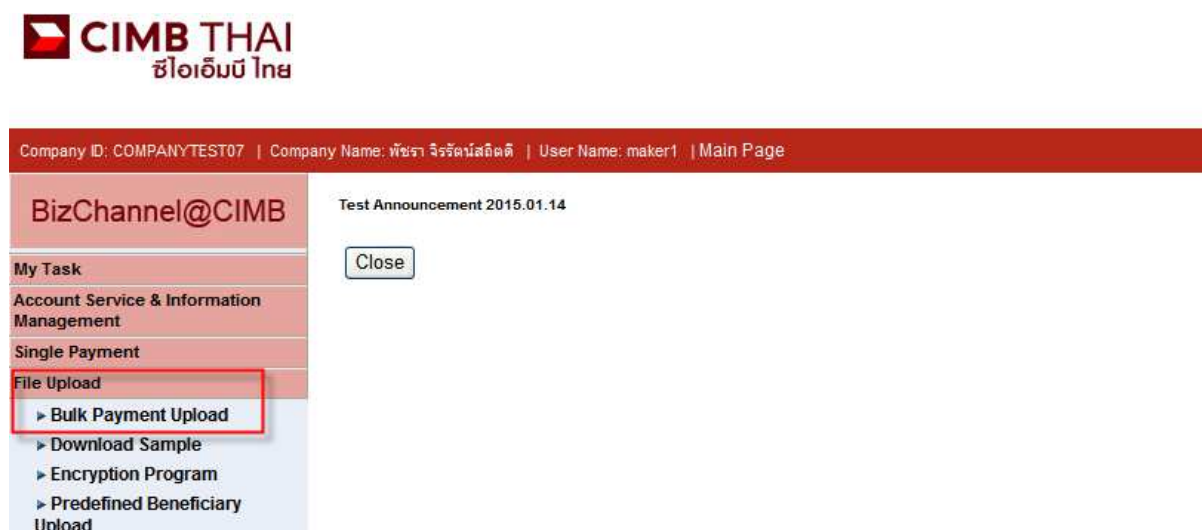 CIMB THAI
ซีไอเอ็มบี ไทย
Company ID: COMPANYTEST07 | Company Name: พัชรา จิรรัตน์สถิตดี | User Name: maker1 | Main Page
BizChannel@CIMB
Test Announcement 2015.01.14
Close
My Task
Account Service & Information
Management
Single Payment
File Upload
Bulk Payment Upload
Download Sample
Encryption Program
Predefined Beneficiary
Upload